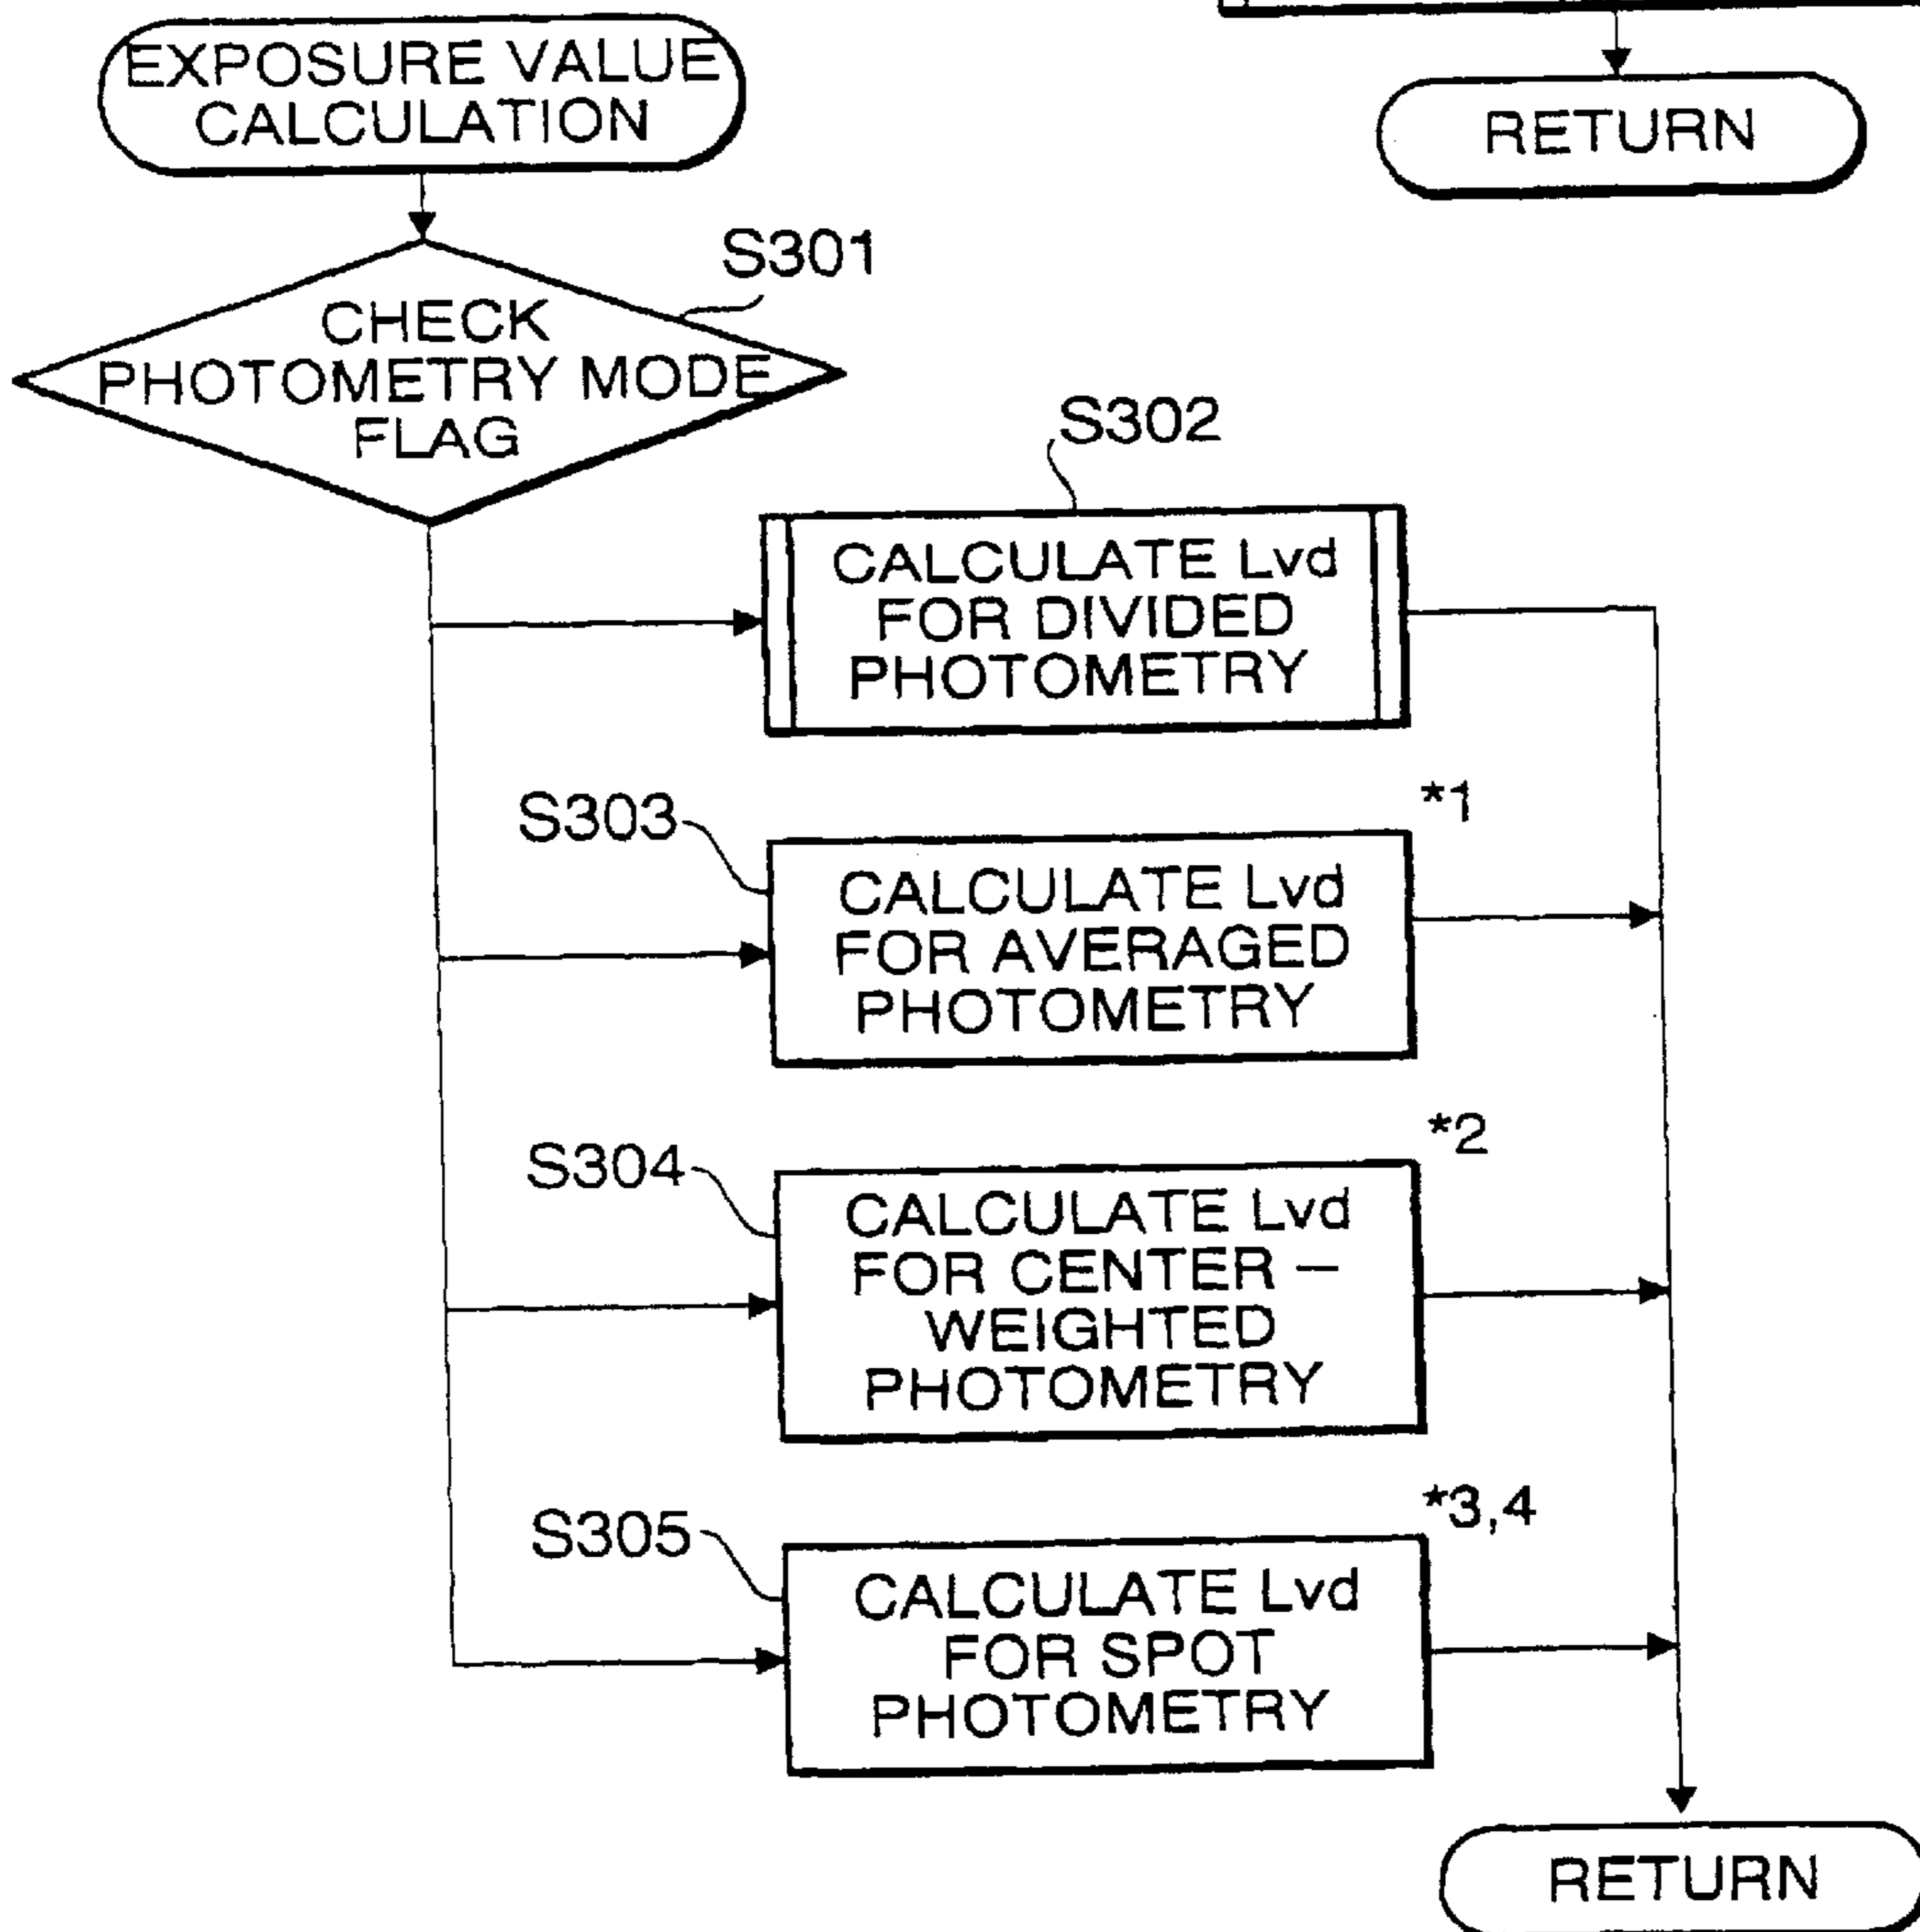 EXPOSURE VALUE
CALCULATION
RETURN
S301
CHECK
PHOTOMETRY MODE
FLAG
S302
CALCULATE Lvd
FOR DIVIDED
PHOTOMETRY
S303
*1
CALCULATE Lvd
FOR AVERAGED
PHOTOMETRY
S304
*2
CALCULATE Lvd
FOR CENTER –
WEIGHTED
PHOTOMETRY
S305
*3,4
CALCULATE Lvd
FOR SPOT
PHOTOMETRY
RETURN